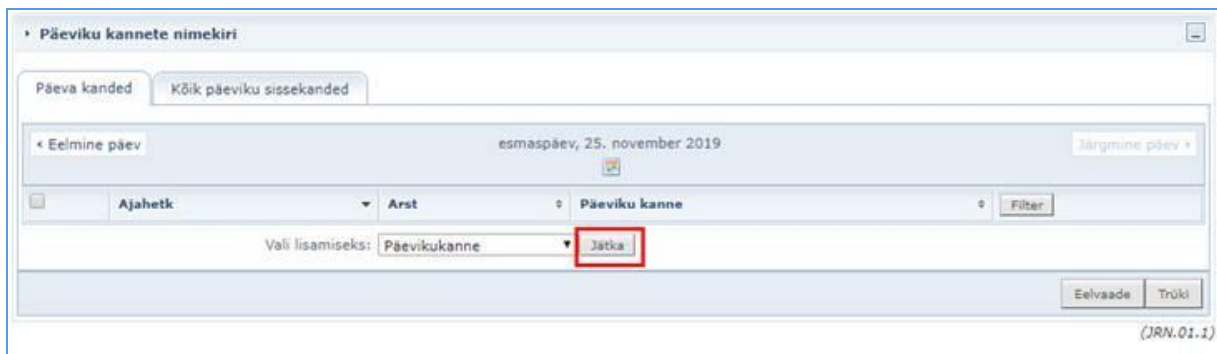 Päeviku kannete nimekiri
Päeva kanded Kõik päeviku sissekanded
Eelmine päev esmaspäev, 25. november 2019 Järgmine päev
Ajahetk Arst Päeviku kanne Filter
Vali lisamiseks: Päevikukanne Jätka
Eelvaade Trüki
(JRN.01.1)